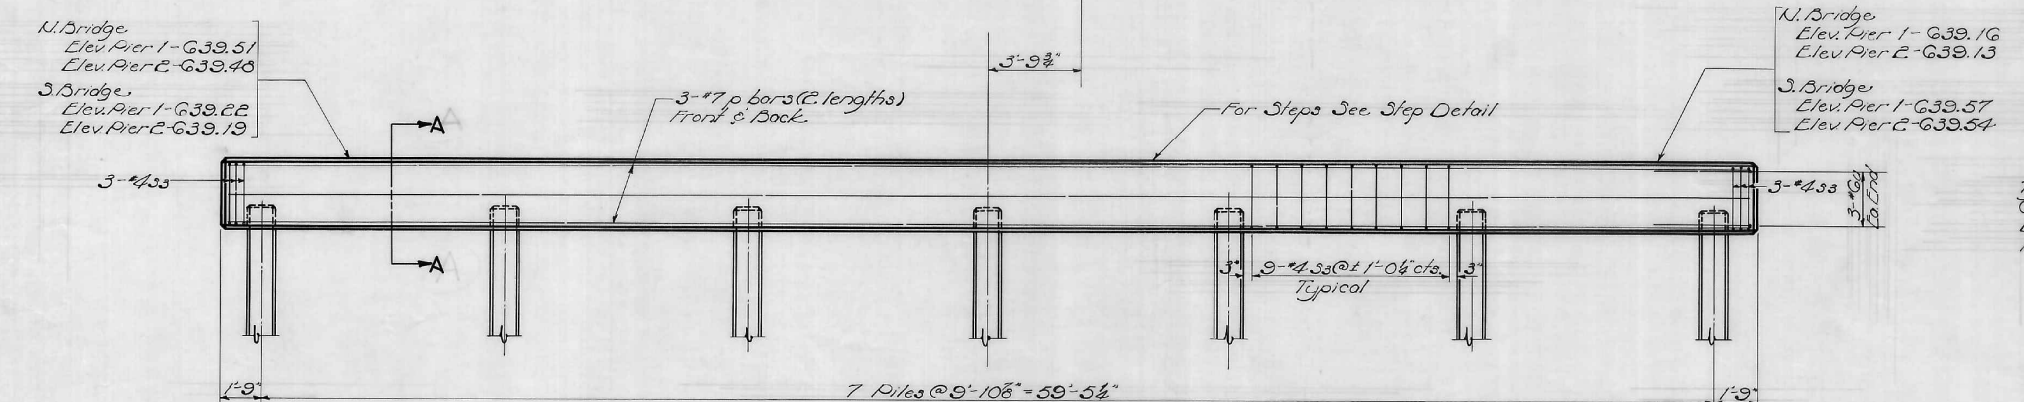 N. Bridge
Elev. Pier 1-639.51
Elev. Pier 2-639.48
S. Bridge
Elev. Pier 1-639.22
Elev. Pier 2-639.19
3'-9¾"
N. Bridge
Elev. Pier 1-639.16
Elev. Pier 2-639.13
S. Bridge
Elev. Pier 1-639.57
Elev. Pier 2-639.54
3-#7 p bars (2 lengths)
Front & Back
A
For Steps See Step Detail
3-#4 s3
3-#4 s3
3-#6a
Ea. End
A
3"
9-#4 s3 @ ± 1'-0¼" cts.
3"
Typical
1'-9"
7 Piles @ 9'-10⅞" = 59'-5¼"
1'-9"